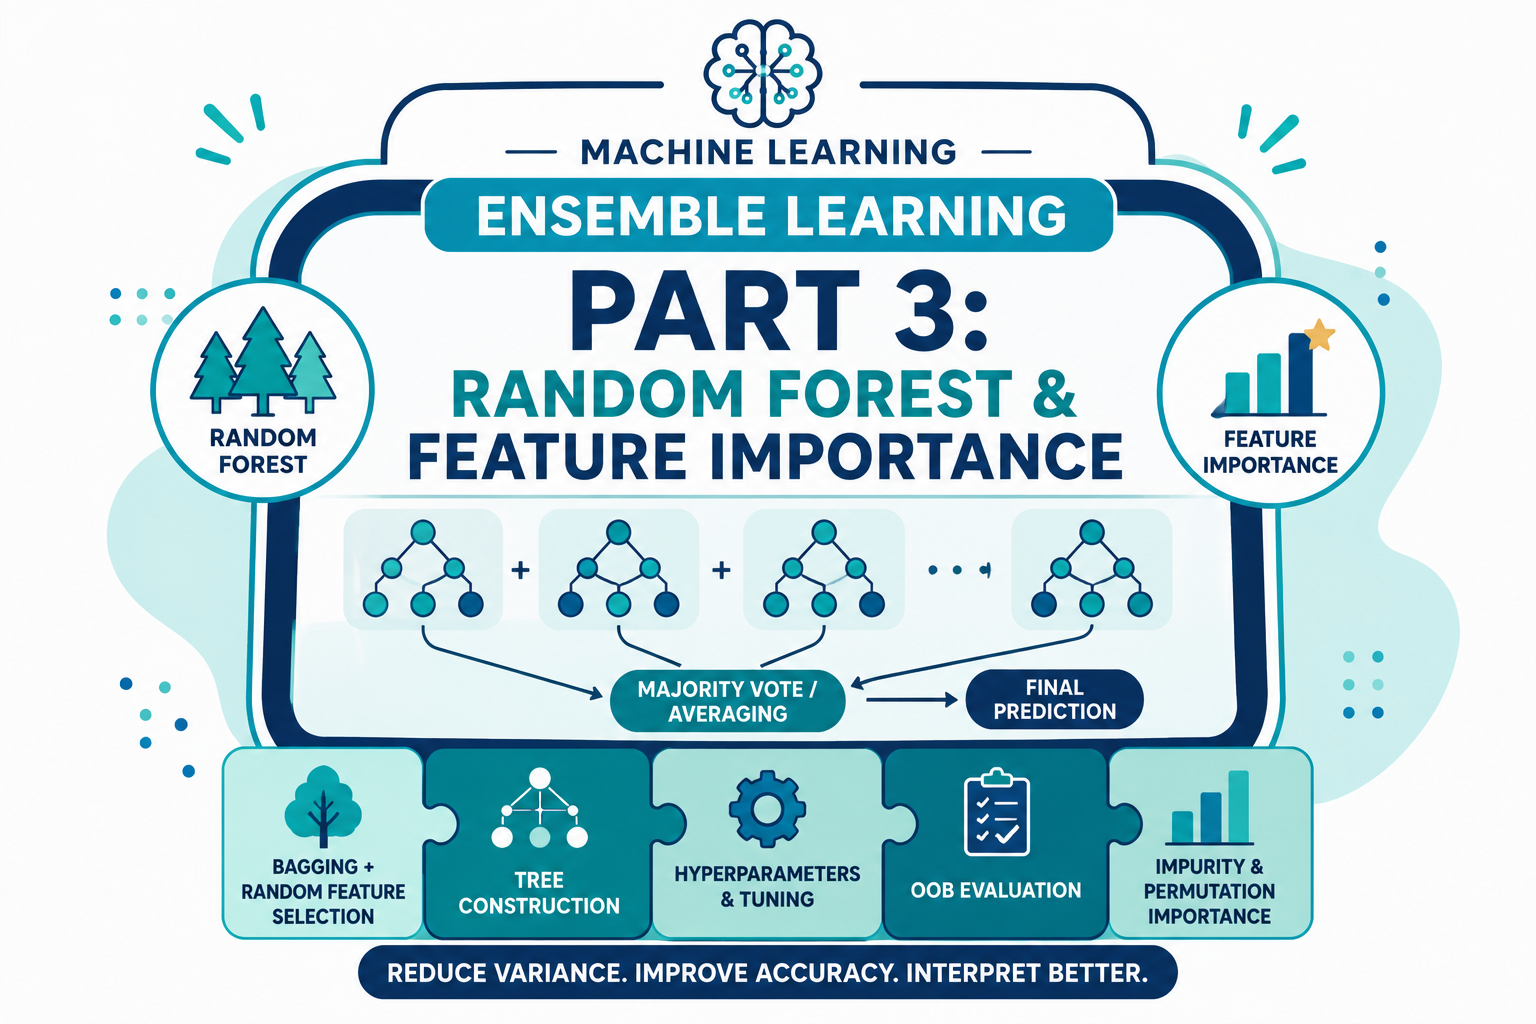 MACHINE LEARNING
ENSEMBLE LEARNING
PART 3:
RANDOM FOREST &
FEATURE IMPORTANCE
RANDOM
FOREST
FEATURE
IMPORTANCE
+
+
MAJORITY VOTE /
AVERAGING
FINAL
PREDICTION
BAGGING +
RANDOM FEATURE
SELECTION
TREE
CONSTRUCTION
HYPERPARAMETERS
& TUNING
OOB EVALUATION
IMPURITY &
PERMUTATION
IMPORTANCE
REDUCE VARIANCE. IMPROVE ACCURACY. INTERPRET BETTER.